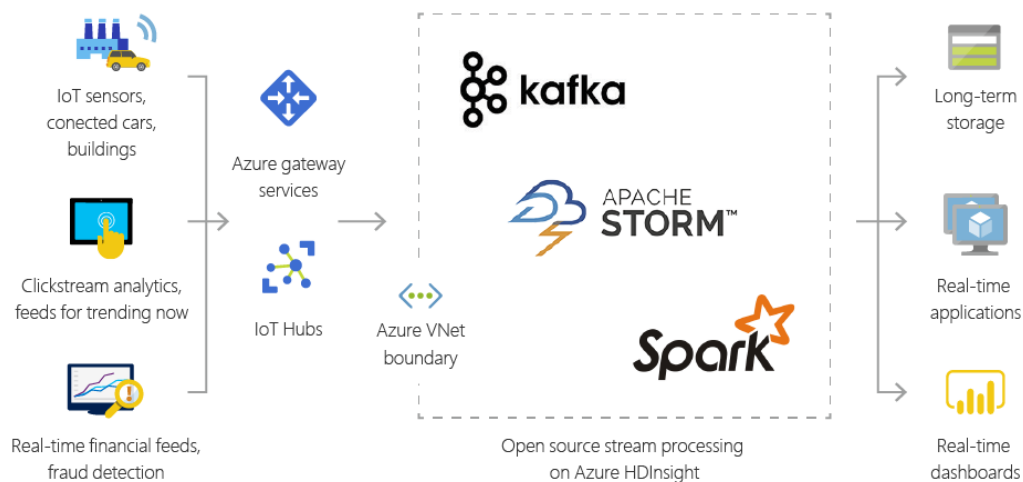 IoT sensors,
conected cars,
buildings
Clickstream analytics,
feeds for trending now
Real-time financial feeds,
fraud detection
Azure gateway
services
IoT Hubs
Azure VNet
boundary
kafka
APACHE
STORM™
Spark
Open source stream processing
on Azure HDInsight
Long-term
storage
Real-time
applications
Real-time
dashboards